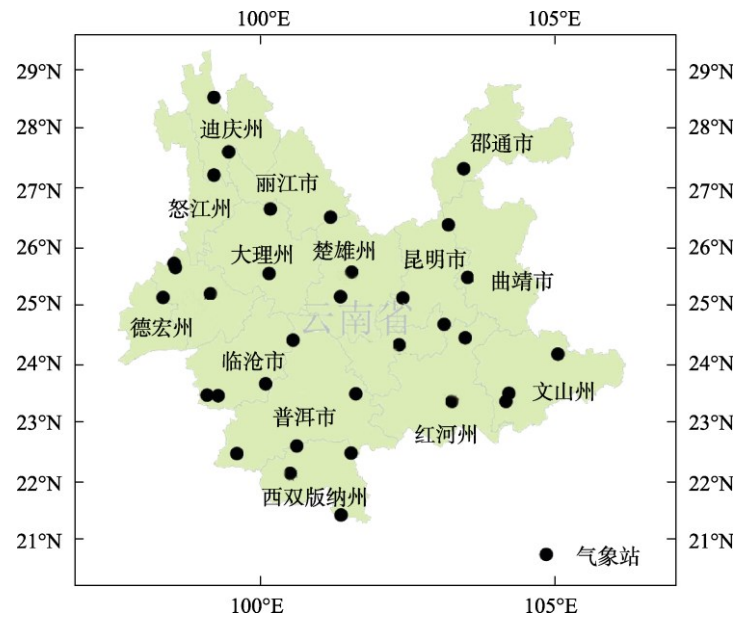 100°E 105°E
29°N 29°N
28°N 28°N
迪庆州 邵通市
27°N 27°N
丽江市
怒江州
26°N 26°N
大理州 楚雄州 昆明市
曲靖市
25°N 25°N
云南省
德宏州
24°N 24°N
临沧市
文山州
23°N 23°N
普洱市
红河州
22°N 22°N
西双版纳州
21°N 21°N
气象站
100°E 105°E